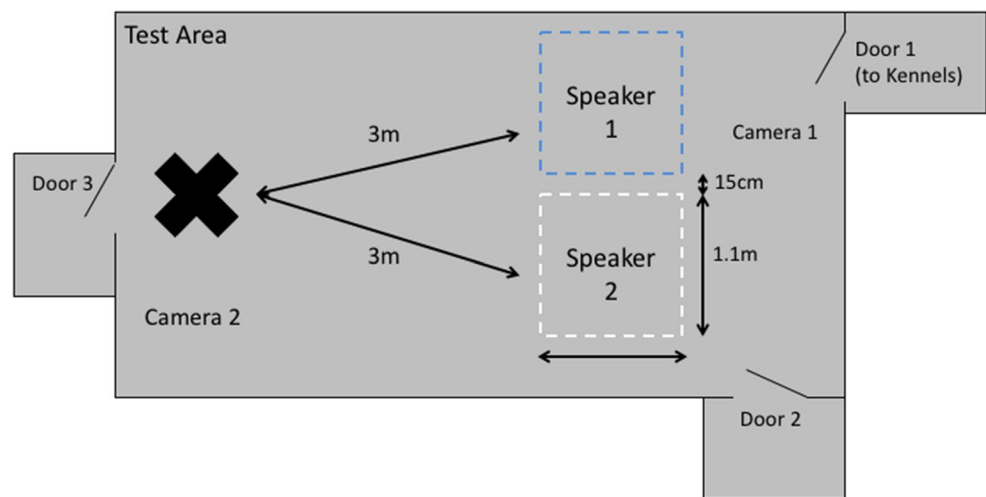 Test Area
Door 1
(to Kennels)
Speaker
1
3m
Camera 1
Door 3
15cm
3m
Speaker
2
1.1m
Camera 2
Door 2